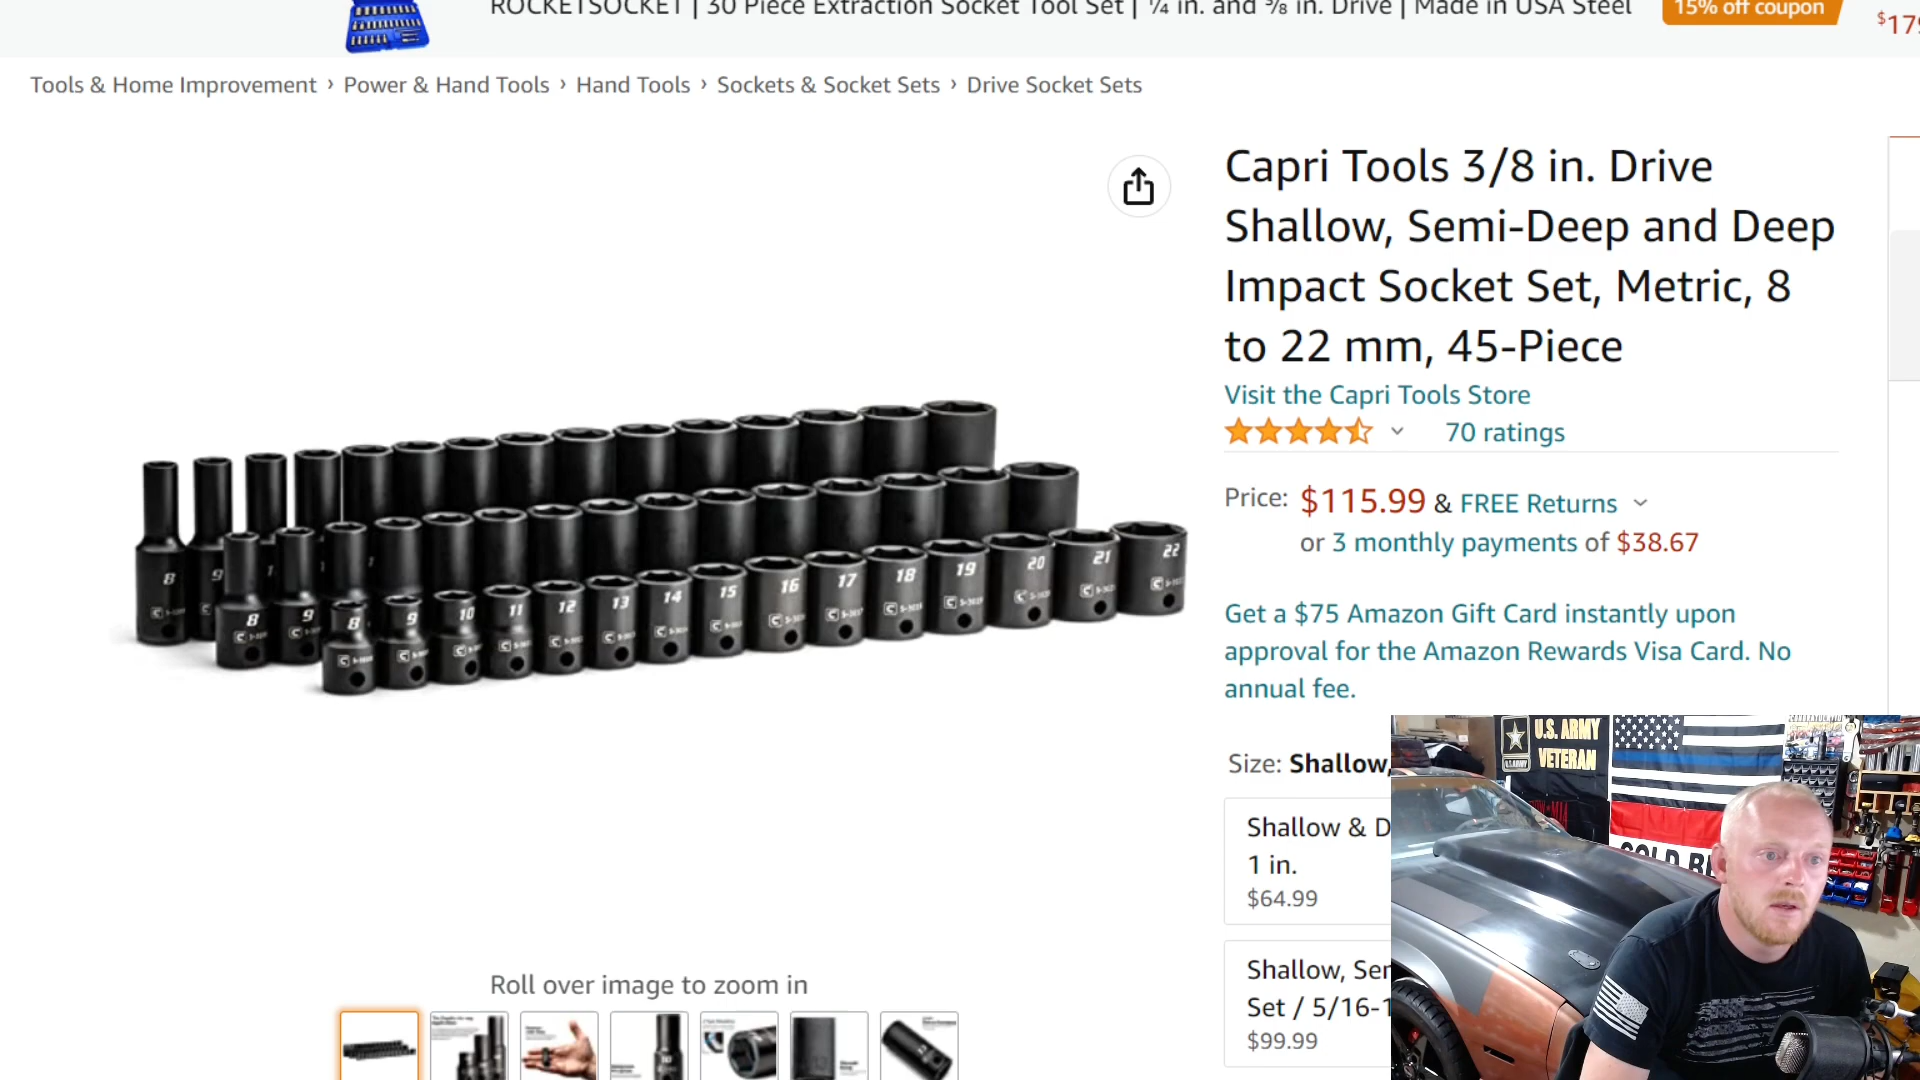 ROCKETSOCKET | 30 Piece Extraction Socket Tool Set | ¼ in. and ⅜ in. Drive | Made in USA Steel
15% off coupon
$179
Tools & Home Improvement › Power & Hand Tools › Hand Tools › Sockets & Socket Sets › Drive Socket Sets
Capri Tools 3/8 in. Drive
Shallow, Semi-Deep and Deep
Impact Socket Set, Metric, 8
to 22 mm, 45-Piece
Visit the Capri Tools Store
70 ratings
Price: $115.99 & FREE Returns
or 3 monthly payments of $38.67
Get a $75 Amazon Gift Card instantly upon
approval for the Amazon Rewards Visa Card. No
annual fee.
8 9
8 9
8 9 10 11 12 13 14 15 16 17 18 19 20 21 22
Size: Shallow,
Shallow & D
1 in.
$64.99
Shallow, Ser
Set / 5/16-1
$99.99
Roll over image to zoom in
U.S. ARMY
VETERAN
U.S. ARMY